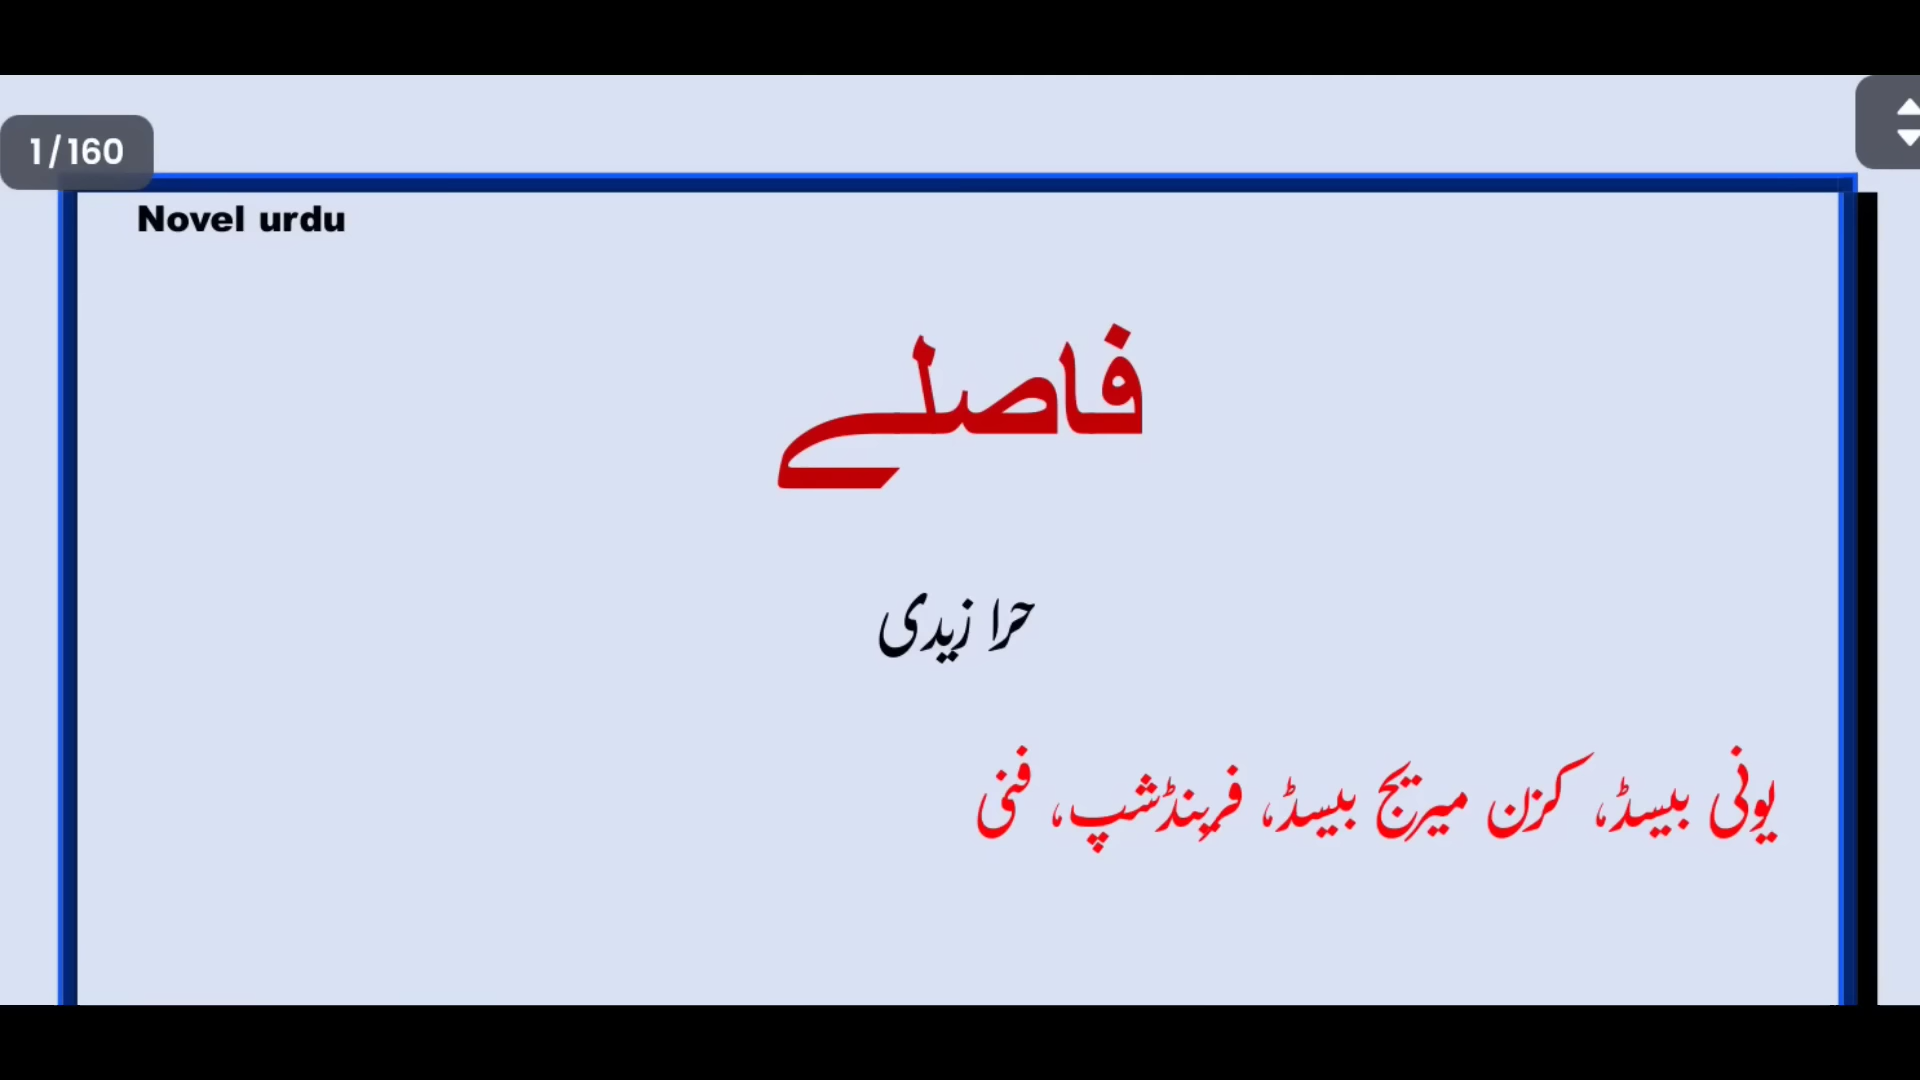 1/160
Novel urdu
فاصلے
حرا زیدی
یونی بیسڈ، کزن میریج بیسڈ، فرینڈشپ، فنی